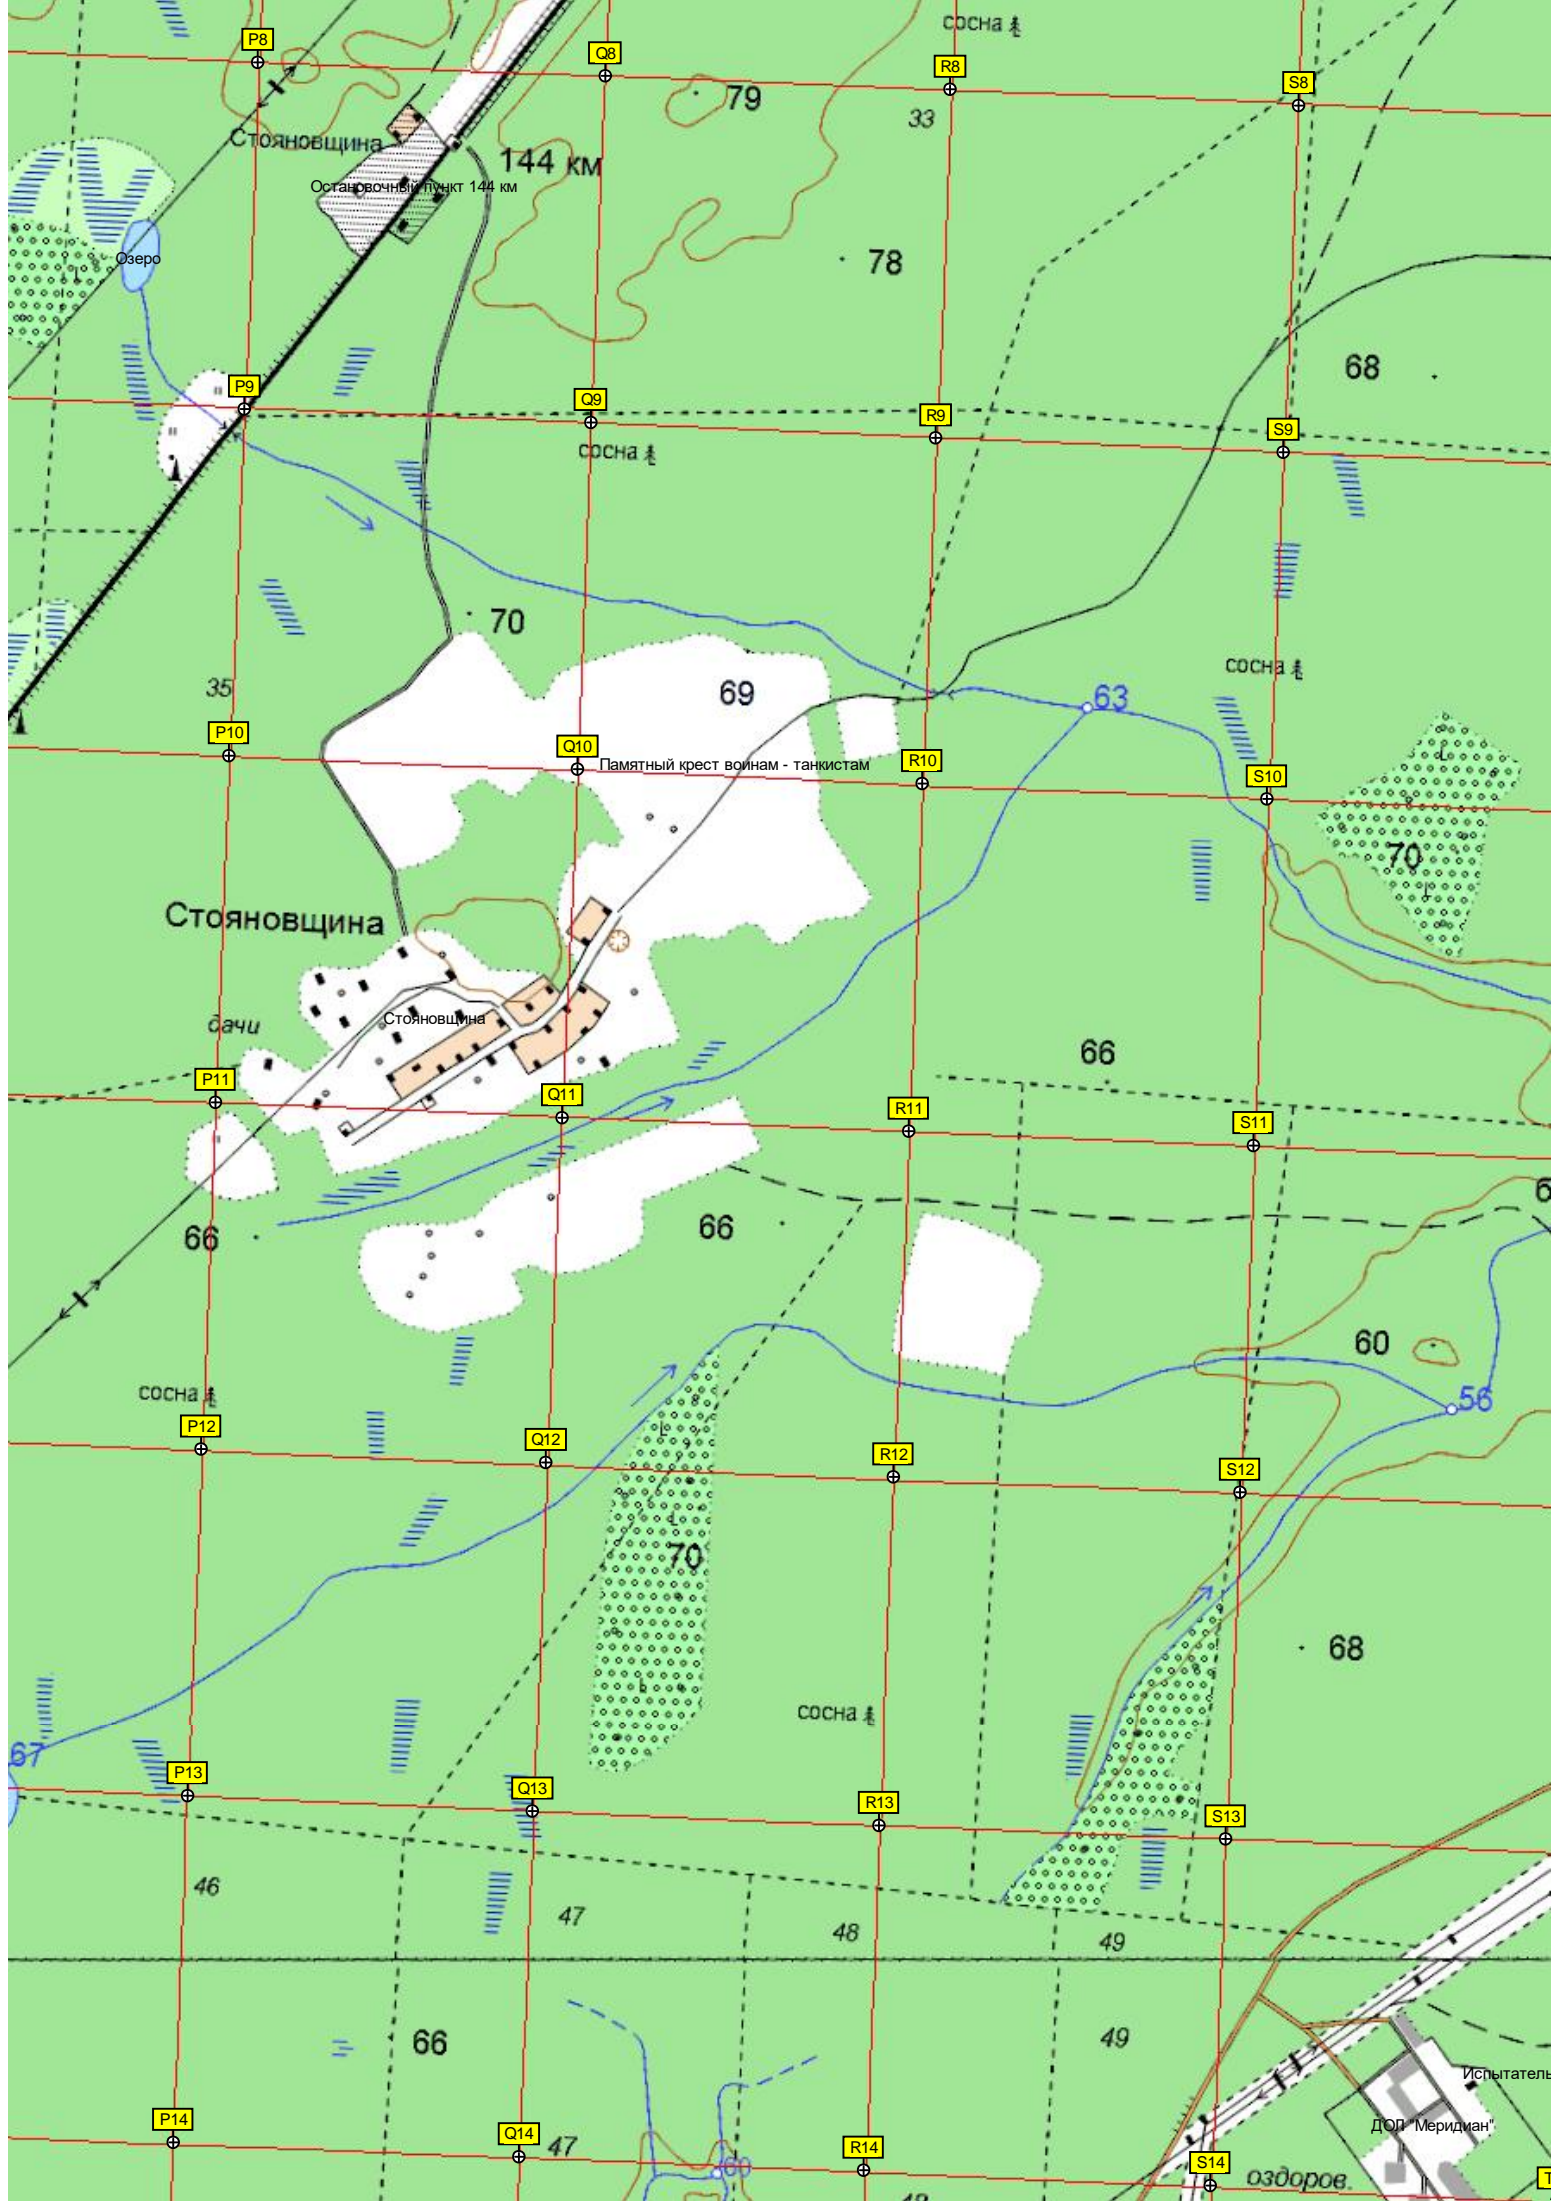 сосна
P8
Q8
R8
S8
79
33
Стояновщина
144 км
Остановочный пункт 144 км
Озеро
78
68
P9
Q9
R9
S9
сосна
70
сосна
35
69
63
P10
Q10
Памятный крест воинам - танкистам
R10
S10
70
Стояновщина
Стояновщина
дачи
66
P11
Q11
R11
S11
66
66
60
56
сосна
P12
Q12
R12
S12
70
68
сосна
67
P13
Q13
R13
S13
46
47
48
49
66
49
Испытатель
ДОЛ "Меридиан"
P14
Q14
47
60
R14
S14
оздоров.